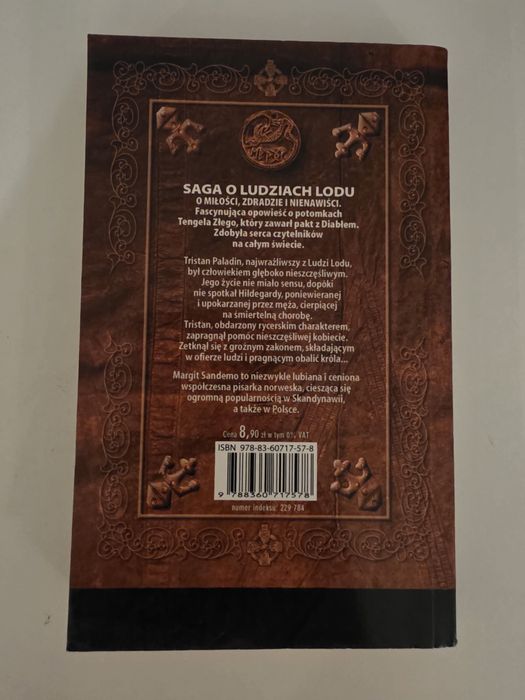 SAGA O LUDZIACH LODU
O MIŁOŚCI, ZDRADZIE I NIENAWIŚCI.
Fascynująca opowieść o potomkach
Tengela Złego, który zawarł pakt z Diabłem.
Zdobyła serca czytelników
na całym świecie.
Tristan Paladin, najwrażliwszy z Ludzi Lodu,
był człowiekiem głęboko nieszczęśliwym.
Jego życie nie miało sensu, dopóki
nie spotkał Hildegardy, poniewieranej
i upokarzanej przez męża, cierpiącej
na śmiertelną chorobę.
Tristan, obdarzony rycerskim charakterem,
zapragnął pomóc nieszczęśliwej kobiecie.
Zetknął się z groźnym zakonem, składającym
w ofierze ludzi i pragnącym obalić króla...
Margit Sandemo to niezwykle lubiana i ceniona
współczesna pisarka norweska, ciesząca się
ogromną popularnością w Skandynawii,
a także w Polsce.
Cena 8,90 zł w tym 0% VAT
ISBN 978-83-60717-57-8
9 788360 717578
numer indeksu: 229 784